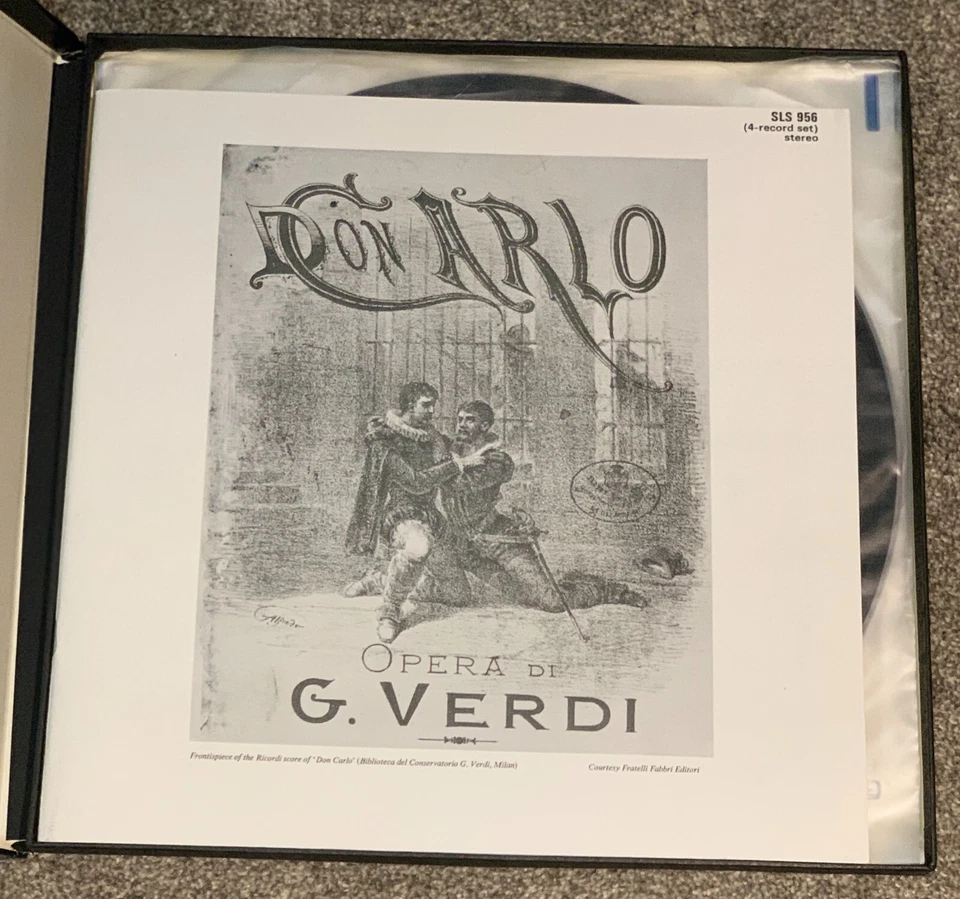 SLS 956
(4-record set)
stereo
DON CARLO
OPERA DI
G. VERDI
Frontispiece of the Ricordi score of 'Don Carlo' (Biblioteca del Conservatorio G. Verdi, Milan)
Courtesy Fratelli Fabbri Editori